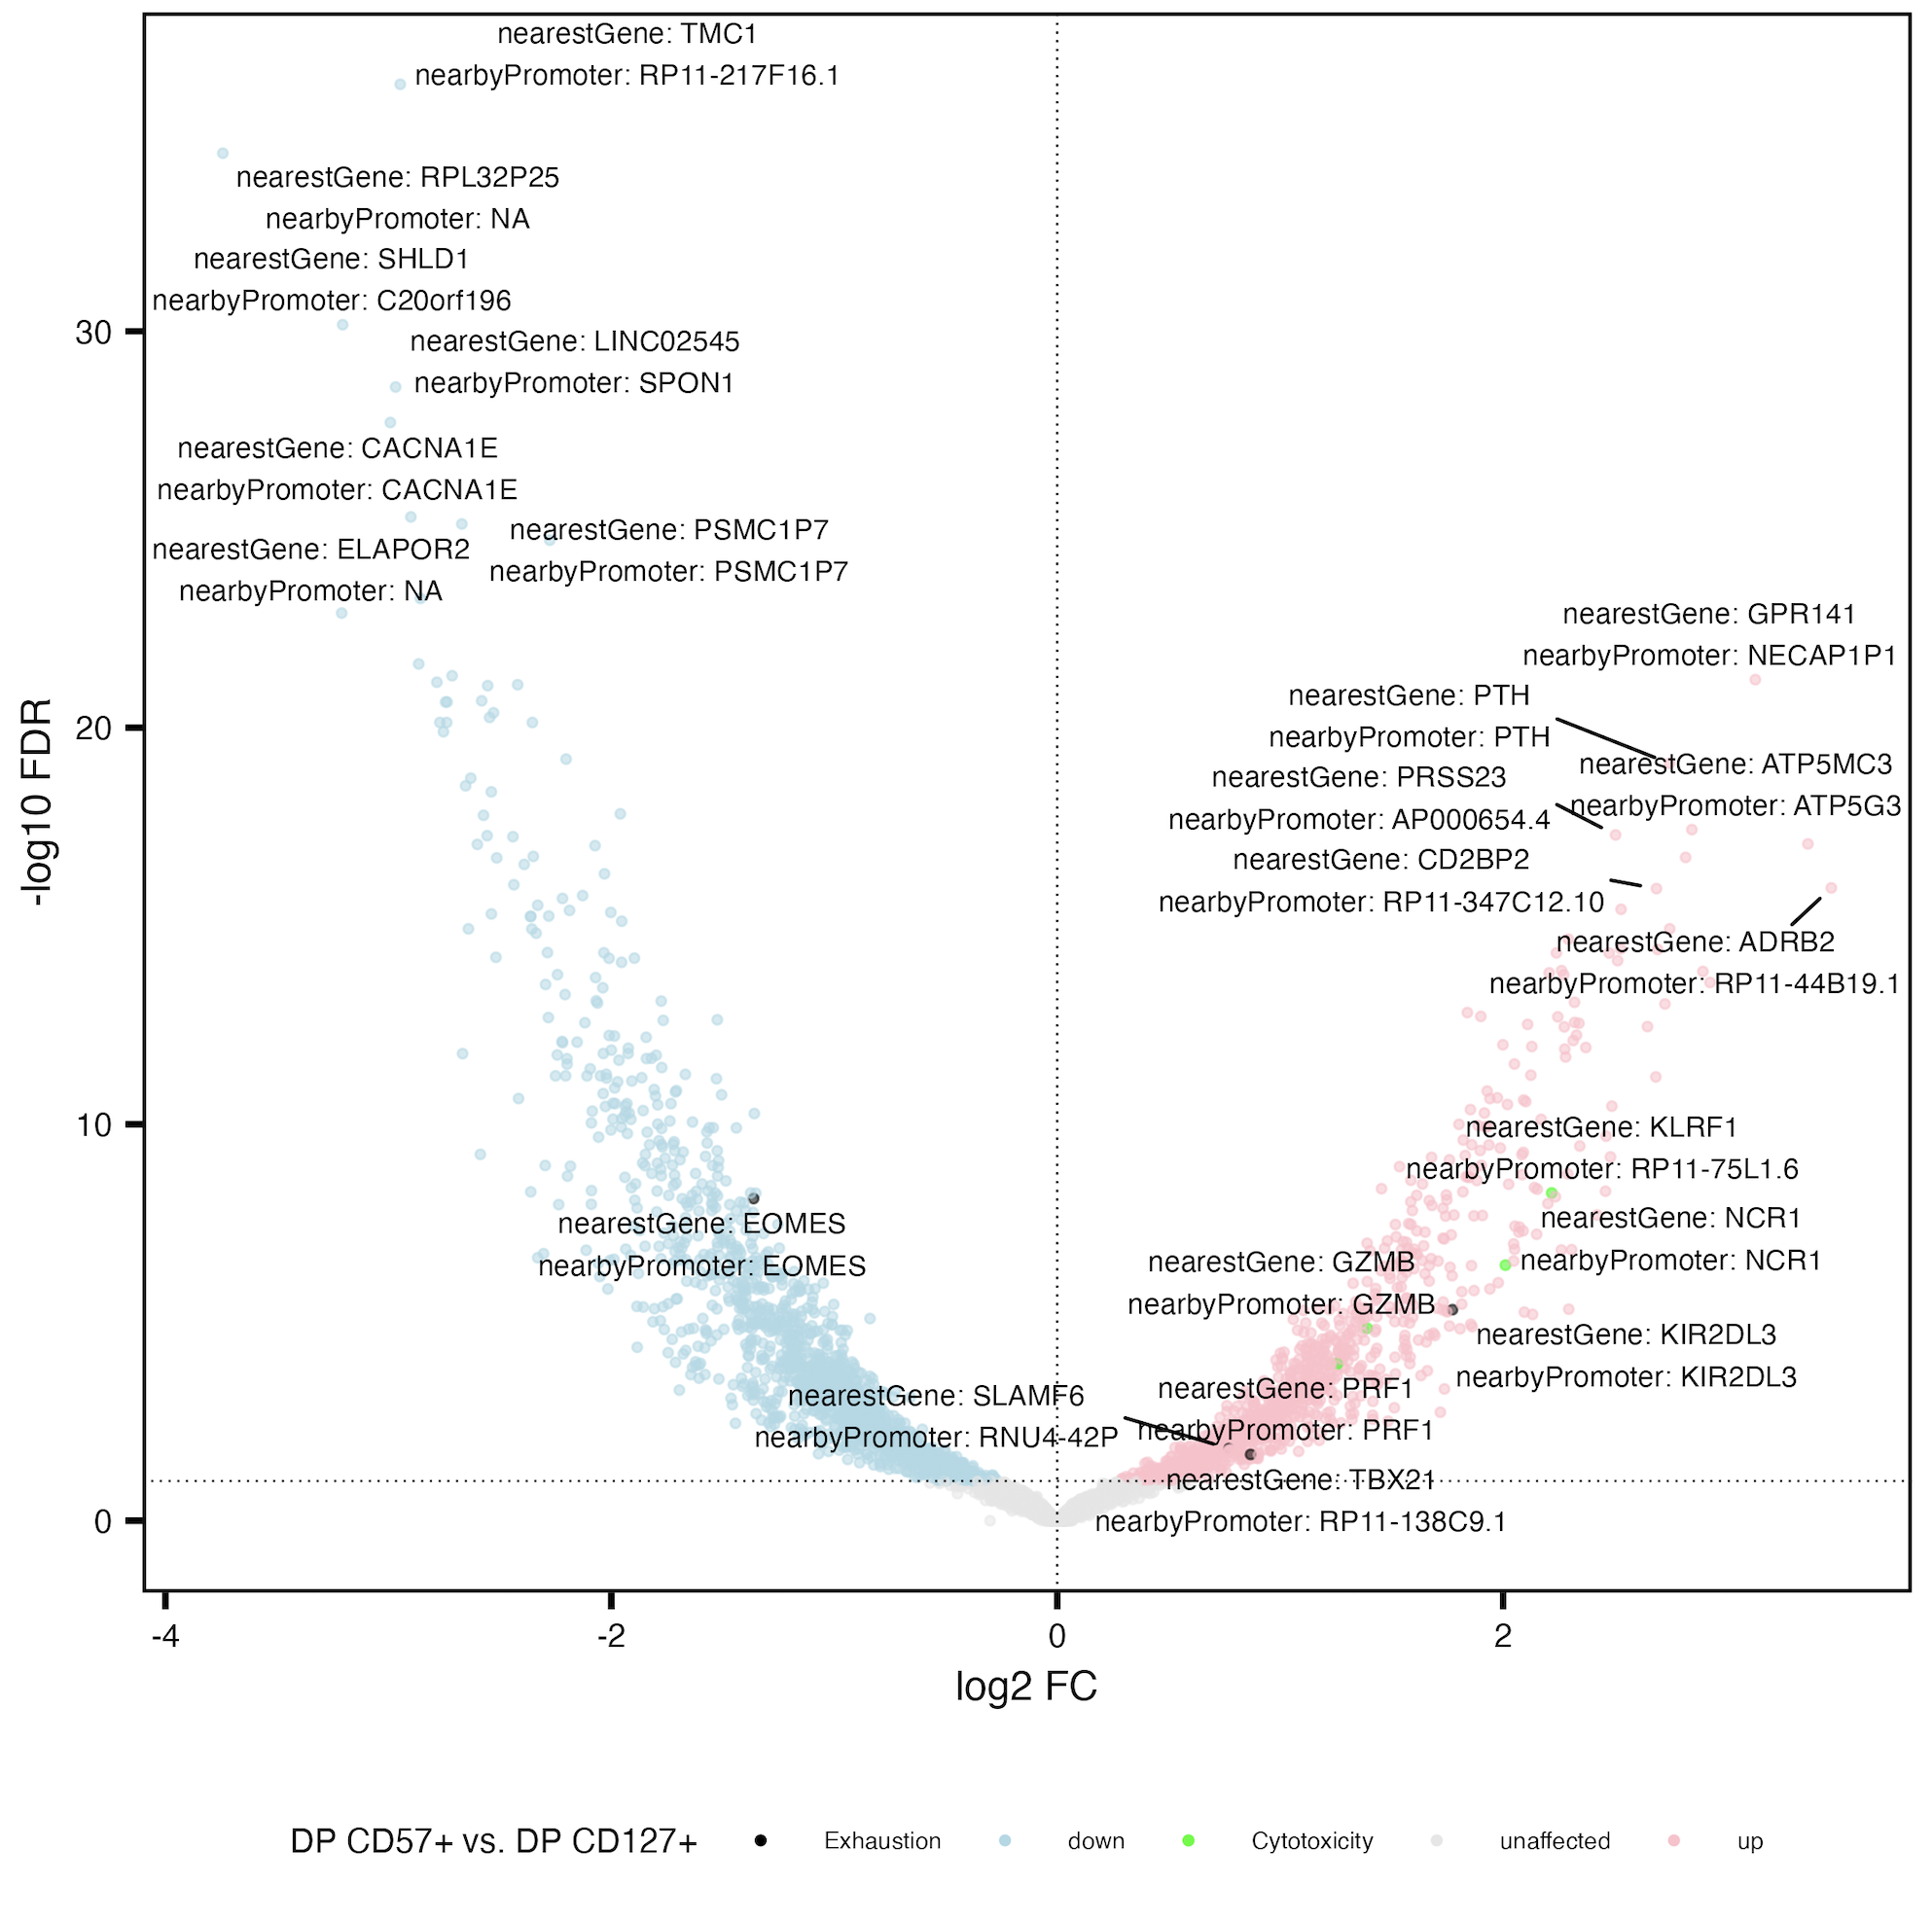 nearestGene: TMC1
nearbyPromoter: RP11-217F16.1
nearestGene: RPL32P25
nearbyPromoter: NA
nearestGene: SHLD1
nearbyPromoter: C20orf196
30
nearestGene: LINC02545
nearbyPromoter: SPON1
nearestGene: CACNA1E
nearbyPromoter: CACNA1E
nearestGene: PSMC1P7
nearbyPromoter: PSMC1P7
nearestGene: ELAPOR2
nearbyPromoter: NA
nearestGene: GPR141
nearbyPromoter: NECAP1P1
nearestGene: PTH
nearbyPromoter: PTH
20
nearestGene: ATP5MC3
nearbyPromoter: ATP5G3
nearestGene: PRSS23
nearbyPromoter: AP000654.4
-log10 FDR
nearestGene: CD2BP2
nearbyPromoter: RP11-347C12.10
nearestGene: ADRB2
nearbyPromoter: RP11-44B19.1
10
nearestGene: KLRF1
nearbyPromoter: RP11-75L1.6
nearestGene: NCR1
nearbyPromoter: NCR1
nearestGene: EOMES
nearbyPromoter: EOMES
nearestGene: GZMB
nearbyPromoter: GZMB
nearestGene: KIR2DL3
nearbyPromoter: KIR2DL3
nearestGene: SLAMF6
nearbyPromoter: RNU4-42P
nearestGene: PRF1
nearbyPromoter: PRF1
nearestGene: TBX21
nearbyPromoter: RP11-138C9.1
0
-4 -2 0 2
log2 FC
DP CD57+ vs. DP CD127+ Exhaustion down Cytotoxicity unaffected up